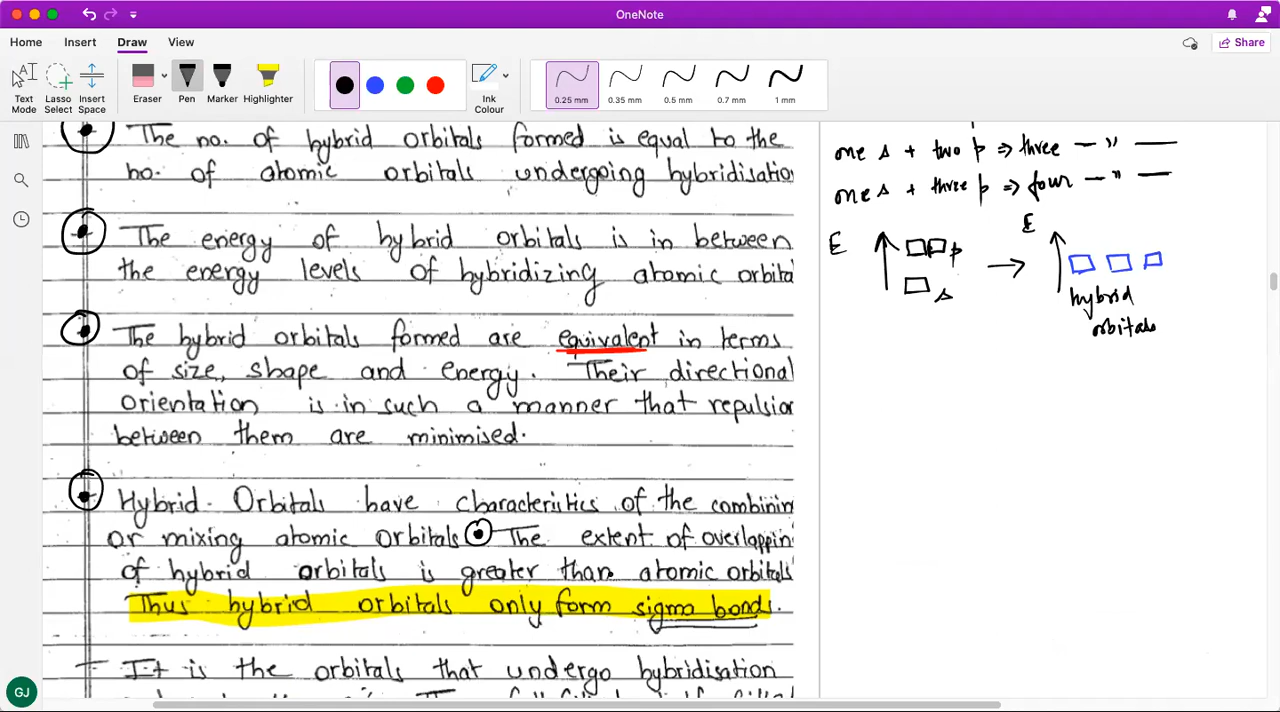 OneNote
Home Insert Draw View
Share
Text Mode
Lasso Select
Insert Space
Eraser
Pen
Marker
Highlighter
Ink Colour
0.25 mm
0.35 mm
0.5 mm
0.7 mm
1 mm
The no. of hybrid orbitals formed is equal to the
no. of atomic orbitals undergoing hybridisation
The energy of hybrid orbitals is in between
the energy levels of hybridizing atomic orbita
The hybrid orbitals formed are equivalent in terms
of size, shape and energy. Their directional
orientation is in such a manner that repulsion
between them are minimised.
Hybrid Orbitals have characteristics of the combinin
or mixing atomic orbitals. The extent of overlappin
of hybrid orbitals is greater than atomic orbitals
Thus hybrid orbitals only form sigma bonds.
It is the orbitals that undergo hybridisation
one s + two p ⇒ three — " —
one s + three p ⇒ four — " —
E
p
s
E
hybrid
orbitals
GJ